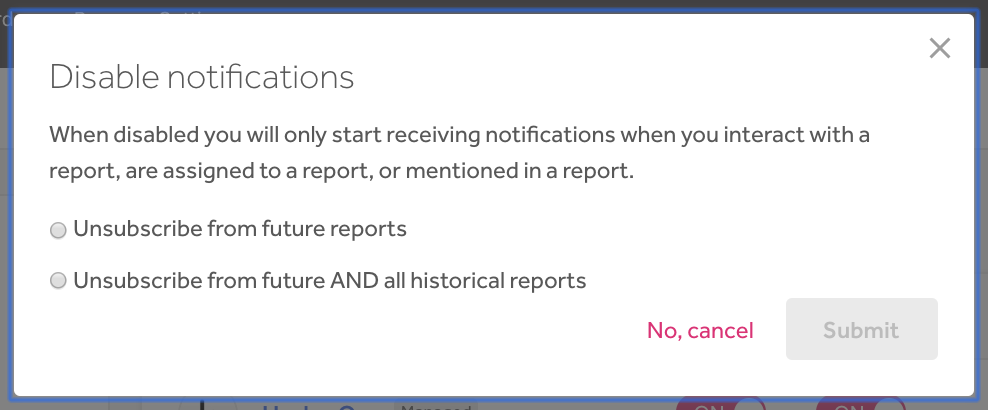 Disable notifications
When disabled you will only start receiving notifications when you interact with a
report, are assigned to a report, or mentioned in a report.
Unsubscribe from future reports
Unsubscribe from future AND all historical reports
No, cancel
Submit